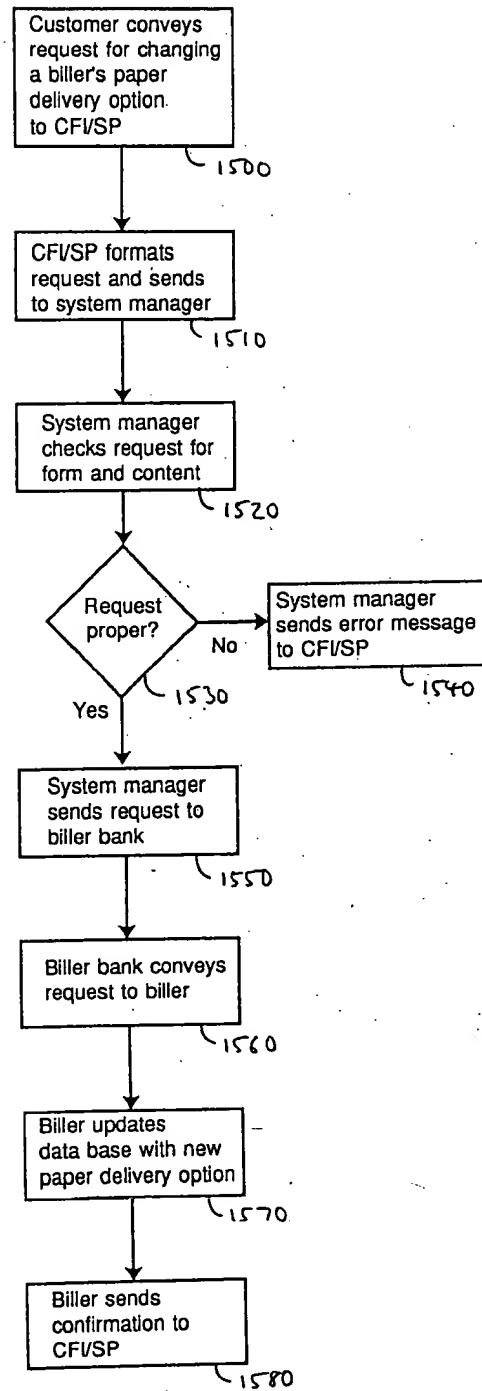 Customer conveys
request for changing
a biller's paper
delivery option
to CFI/SP
1500
CFI/SP formats
request and sends
to system manager
1510
System manager
checks request for
form and content
1520
Request
proper?
1530
No
System manager
sends error message
to CFI/SP
1540
Yes
System manager
sends request to
biller bank
1550
Biller bank conveys
request to biller
1560
Biller updates
data base with new
paper delivery option
1570
Biller sends
confirmation to
CFI/SP
1580